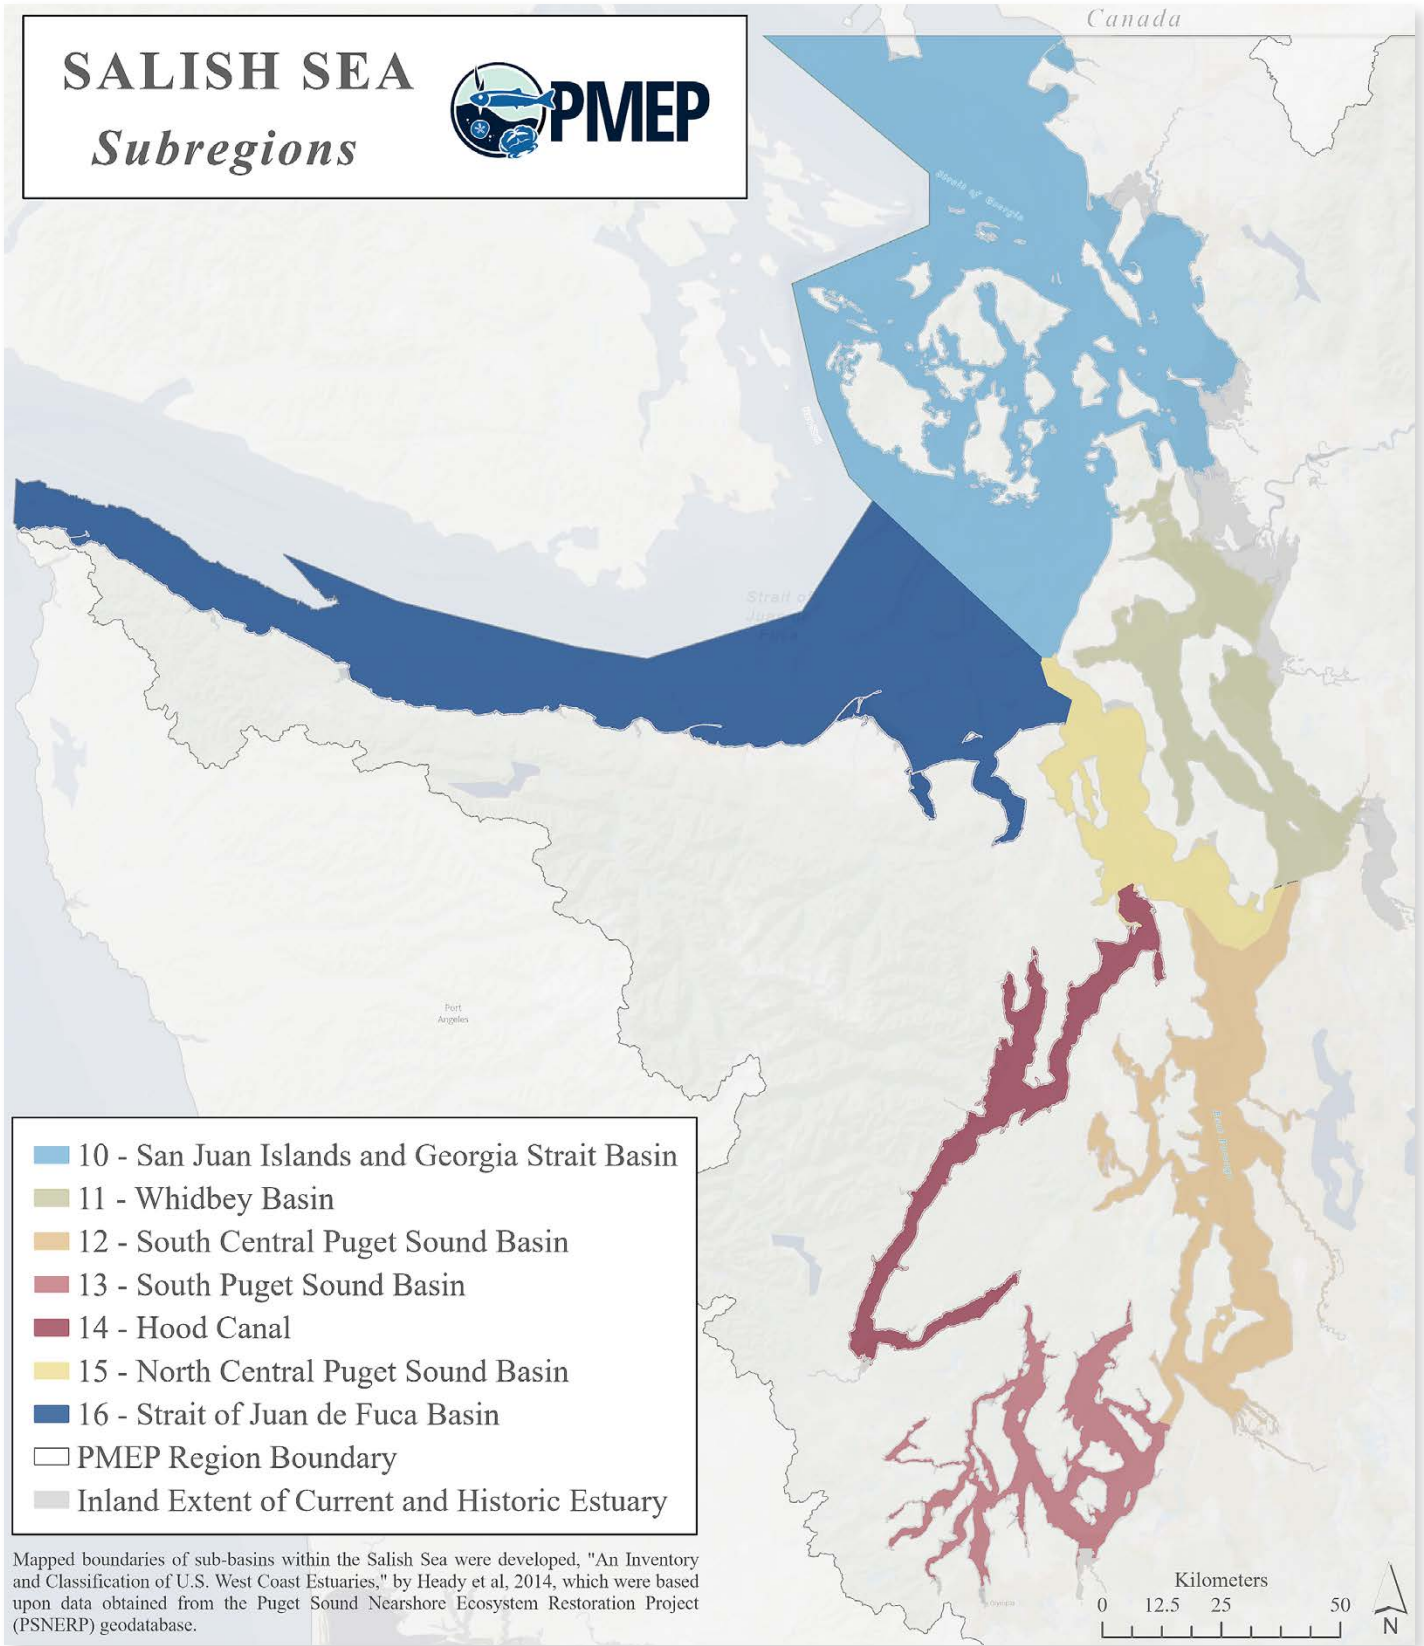 Canada
SALISH SEA
Subregions
PMEP
Strait of Georgia
Strait of
Juan de
Fuca
Port
Angeles
Puget Sound
10 - San Juan Islands and Georgia Strait Basin
11 - Whidbey Basin
12 - South Central Puget Sound Basin
13 - South Puget Sound Basin
14 - Hood Canal
15 - North Central Puget Sound Basin
16 - Strait of Juan de Fuca Basin
PMEP Region Boundary
Inland Extent of Current and Historic Estuary
Mapped boundaries of sub-basins within the Salish Sea were developed, "An Inventory
and Classification of U.S. West Coast Estuaries," by Heady et al, 2014, which were based
upon data obtained from the Puget Sound Nearshore Ecosystem Restoration Project
(PSNERP) geodatabase.
Olympia
Kilometers
0 12.5 25 50
N